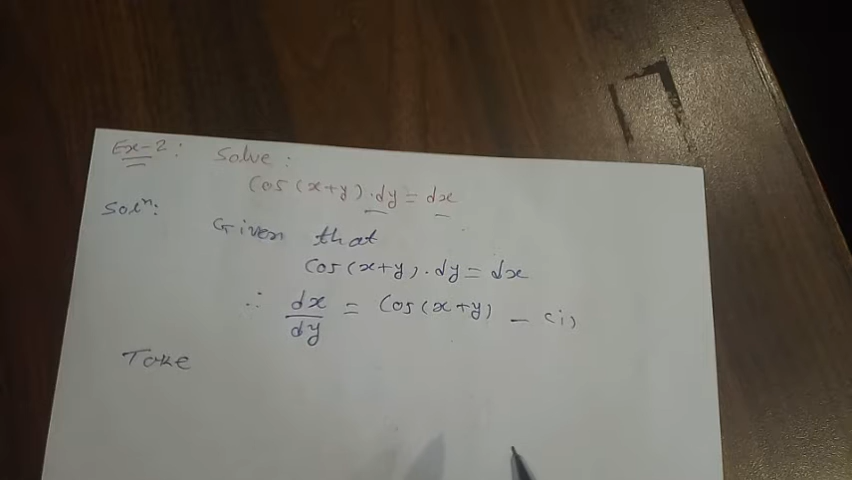 Ex-2: Solve:
Cos(x+y).dy = dx
Solⁿ:
Given that
Cos(x+y).dy = dx
∴ dx/dy = Cos(x+y) — (i)
Take